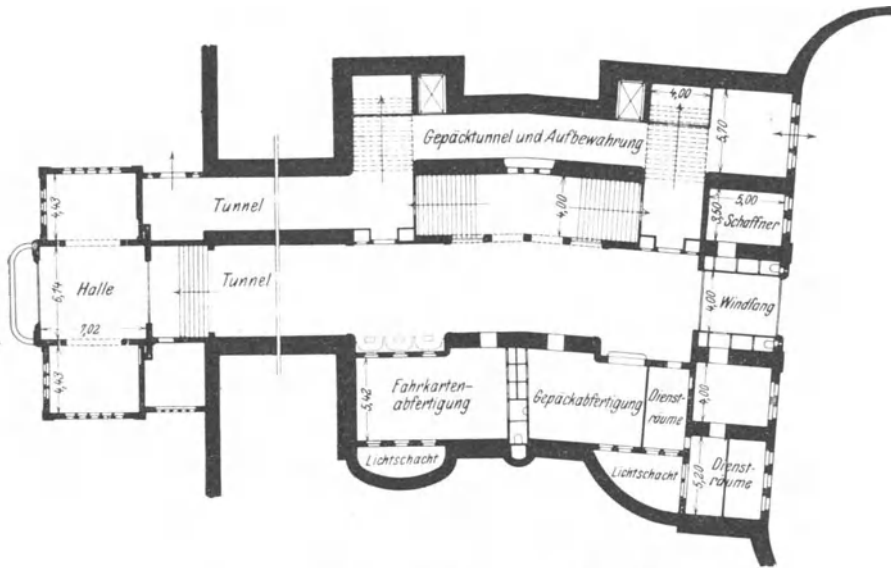 4,00
5,70
Gepäcktunnel und Aufbewahrung
4,43
Tunnel
4,00
5,00
3,60
Schaffner
Halle
6,14
7,02
Tunnel
4,00
Windfang
4,43
5,42
Fahrkarten-
abfertigung
Gepäckabfertigung
Dienst-
räume
4,00
Lichtschacht
Lichtschacht
5,20
Dienst-
räume